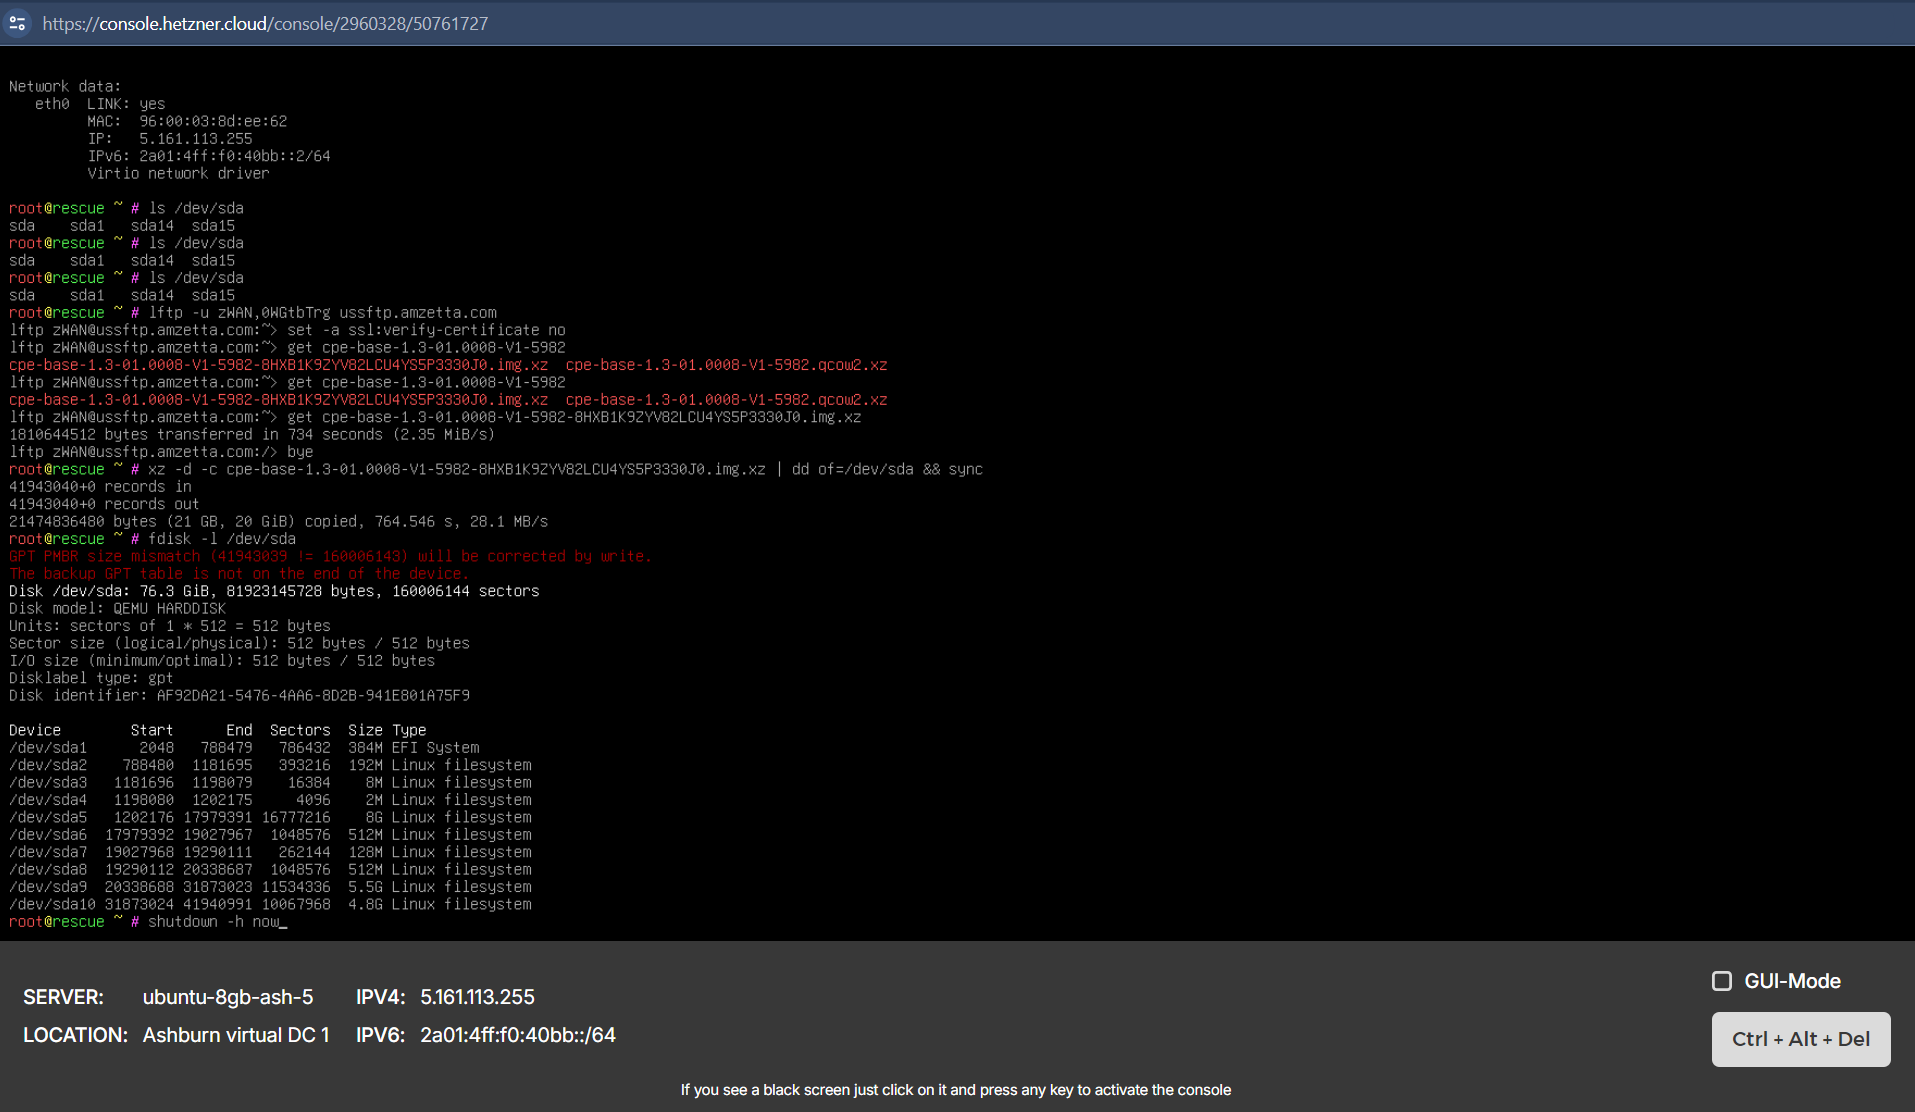 https://console.hetzner.cloud/console/2960328/50761727
Network data:
eth0 LINK: yes
MAC: 96:00:03:8d:ee:62
IP: 5.161.113.255
IPv6: 2a01:4ff:f0:40bb::2/64
Virtio network driver
root@rescue ~ # ls /dev/sda
sda sda1 sda14 sda15
root@rescue ~ # ls /dev/sda
sda sda1 sda14 sda15
root@rescue ~ # ls /dev/sda
sda sda1 sda14 sda15
root@rescue ~ # lftp -u zWAN,0WGtbTrg ussftp.amzetta.com
lftp zWAN@ussftp.amzetta.com:~> set -a ssl:verify-certificate no
lftp zWAN@ussftp.amzetta.com:~> get cpe-base-1.3-01.0008-V1-5982
cpe-base-1.3-01.0008-V1-5982-8HXB1K9ZYV82LCU4YS5P3330J0.img.xz cpe-base-1.3-01.0008-V1-5982.qcow2.xz
lftp zWAN@ussftp.amzetta.com:~> get cpe-base-1.3-01.0008-V1-5982
cpe-base-1.3-01.0008-V1-5982-8HXB1K9ZYV82LCU4YS5P3330J0.img.xz cpe-base-1.3-01.0008-V1-5982.qcow2.xz
lftp zWAN@ussftp.amzetta.com:~> get cpe-base-1.3-01.0008-V1-5982-8HXB1K9ZYV82LCU4YS5P3330J0.img.xz
1810644512 bytes transferred in 734 seconds (2.35 MiB/s)
lftp zWAN@ussftp.amzetta.com:/> bye
root@rescue ~ # xz -d -c cpe-base-1.3-01.0008-V1-5982-8HXB1K9ZYV82LCU4YS5P3330J0.img.xz | dd of=/dev/sda && sync
41943040+0 records in
41943040+0 records out
21474836480 bytes (21 GB, 20 GiB) copied, 764.546 s, 28.1 MB/s
root@rescue ~ # fdisk -l /dev/sda
GPT PMBR size mismatch (41943039 != 160006143) will be corrected by write.
The backup GPT table is not on the end of the device.
Disk /dev/sda: 76.3 GiB, 81923145728 bytes, 160006144 sectors
Disk model: QEMU HARDDISK
Units: sectors of 1 * 512 = 512 bytes
Sector size (logical/physical): 512 bytes / 512 bytes
I/O size (minimum/optimal): 512 bytes / 512 bytes
Disklabel type: gpt
Disk identifier: AF92DA21-5476-4AA6-8D2B-941E801A75F9
Device Start End Sectors Size Type
/dev/sda1 2048 788479 786432 384M EFI System
/dev/sda2 788480 1181695 393216 192M Linux filesystem
/dev/sda3 1181696 1198079 16384 8M Linux filesystem
/dev/sda4 1198080 1202175 4096 2M Linux filesystem
/dev/sda5 1202176 17979391 16777216 8G Linux filesystem
/dev/sda6 17979392 19027967 1048576 512M Linux filesystem
/dev/sda7 19027968 19290111 262144 128M Linux filesystem
/dev/sda8 19290112 20338687 1048576 512M Linux filesystem
/dev/sda9 20338688 31873023 11534336 5.5G Linux filesystem
/dev/sda10 31873024 41940991 10067968 4.8G Linux filesystem
root@rescue ~ # shutdown -h now_
SERVER: ubuntu-8gb-ash-5 IPV4: 5.161.113.255
LOCATION: Ashburn virtual DC 1 IPV6: 2a01:4ff:f0:40bb::/64
GUI-Mode
Ctrl + Alt + Del
If you see a black screen just click on it and press any key to activate the console